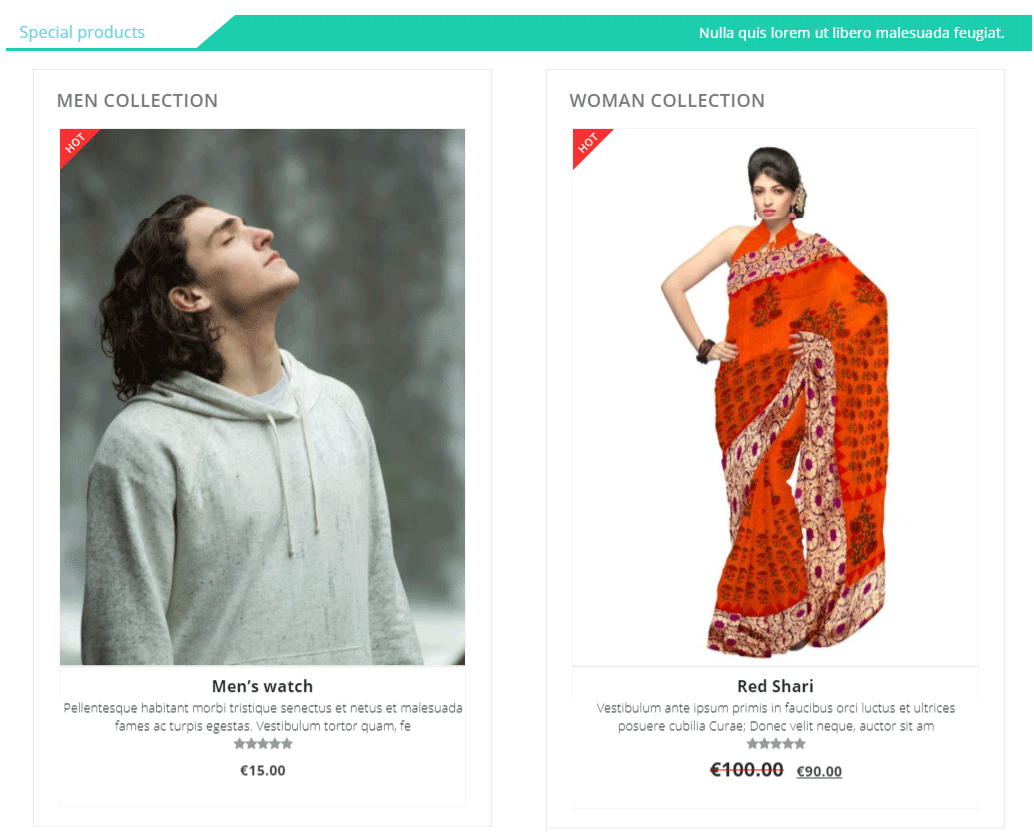 Special products
Nulla quis lorem ut libero malesuada feugiat.
MEN COLLECTION
HOT
Men’s watch
Pellentesque habitant morbi tristique senectus et netus et malesuada
fames ac turpis egestas. Vestibulum tortor quam, fe
€15.00
WOMAN COLLECTION
HOT
Red Shari
Vestibulum ante ipsum primis in faucibus orci luctus et ultrices
posuere cubilia Curae; Donec velit neque, auctor sit am
€100.00 €90.00